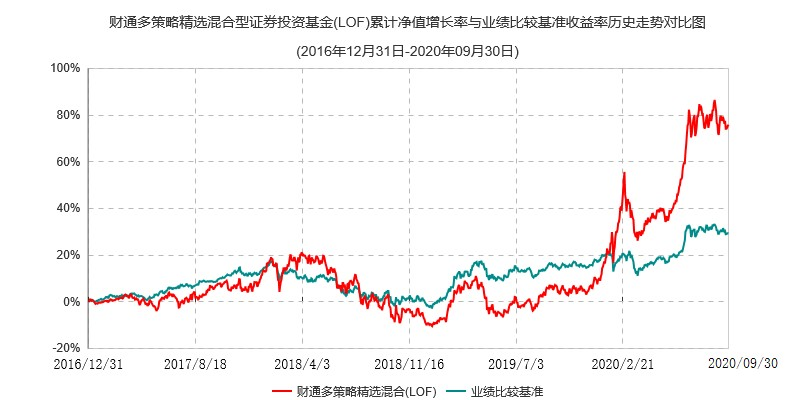 财通多策略精选混合型证券投资基金(LOF)累计净值增长率与业绩比较基准收益率历史走势对比图
(2016年12月31日-2020年09月30日)
100%
80%
60%
40%
20%
0%
-20%
2016/12/31 2017/8/18 2018/4/3 2018/11/16 2019/7/3 2020/2/21 2020/09/30
财通多策略精选混合(LOF) 业绩比较基准